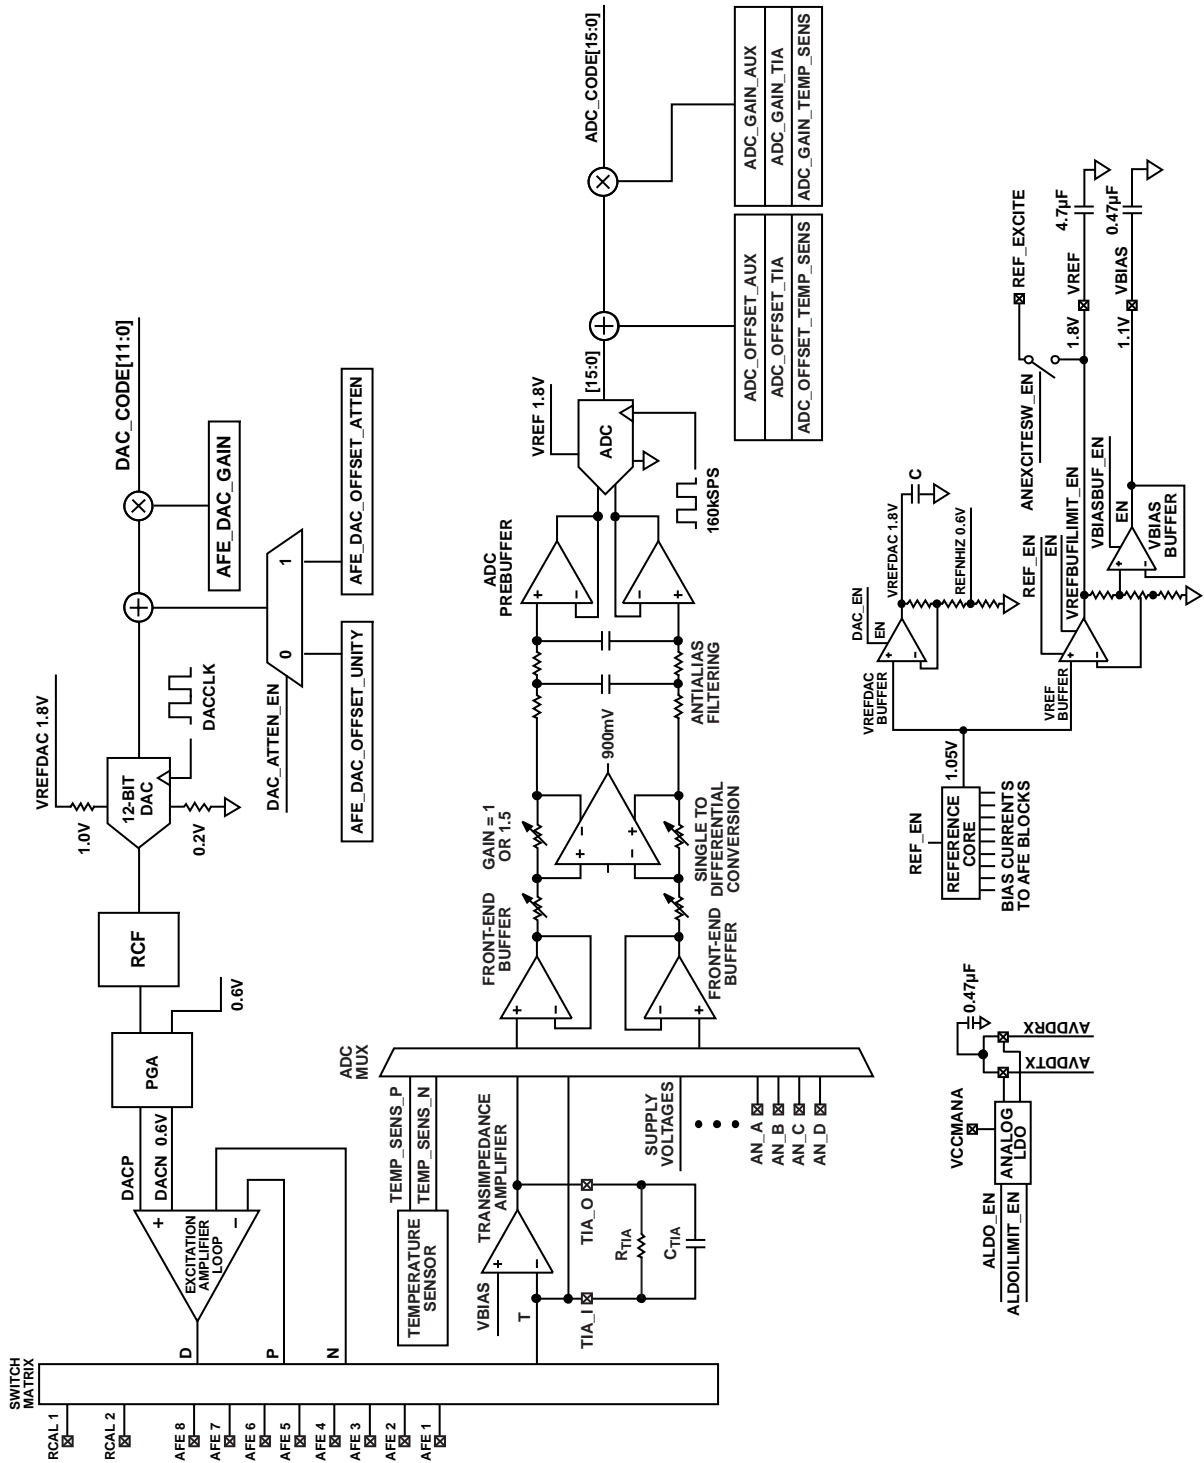 SWITCH
MATRIX
RCAL 1
RCAL 2
AFE 8
AFE 7
AFE 6
AFE 5
AFE 4
AFE 3
AFE 2
AFE 1
D
P
N
T
EXCITATION
AMPLIFIER
LOOP
+
–
DACP
DACN 0.6V
PGA
0.6V
RCF
VREFDAC 1.8V
1.0V
12-BIT
DAC
0.2V
DACCLK
DAC_CODE[11:0]
AFE_DAC_GAIN
DAC_ATTEN_EN
0
1
AFE_DAC_OFFSET_UNITY
AFE_DAC_OFFSET_ATTEN
TEMPERATURE
SENSOR
TEMP_SENS_P
TEMP_SENS_N
VBIAS
TRANSIMPEDANCE
AMPLIFIER
+
–
TIA_I
TIA_O
RTIA
CTIA
SUPPLY
VOLTAGES
AN_A
AN_B
AN_C
AN_D
ADC
MUX
FRONT-END
BUFFER
+
–
FRONT-END
BUFFER
–
+
GAIN = 1
OR 1.5
+
–
–
+
900mV
SINGLE TO
DIFFERENTIAL
CONVERSION
ANTIALIAS
FILTERING
ADC
PREBUFFER
+
–
–
+
VREF 1.8V
ADC
160kSPS
[15:0]
ADC_CODE[15:0]
ADC_OFFSET_AUX
ADC_OFFSET_TIA
ADC_OFFSET_TEMP_SENS
ADC_GAIN_AUX
ADC_GAIN_TIA
ADC_GAIN_TEMP_SENS
ALDO_EN
ALDOILIMIT_EN
VCCMANA
ANALOG
LDO
0.47µF
AVDDTX
AVDDRX
REF_EN
REFERENCE
CORE
BIAS CURRENTS
TO AFE BLOCKS
1.05V
VREFDAC
BUFFER
DAC_EN
EN
+
–
VREFDAC 1.8V
C
REFNHIZ 0.6V
VREF
BUFFER
+
–
REF_EN
EN
VREFBUFILIMIT_EN
VBIASBUF_EN
EN
+
–
VBIAS
BUFFER
ANEXCITESW_EN
REF_EXCITE
1.8V
VREF
4.7µF
1.1V
VBIAS
0.47µF